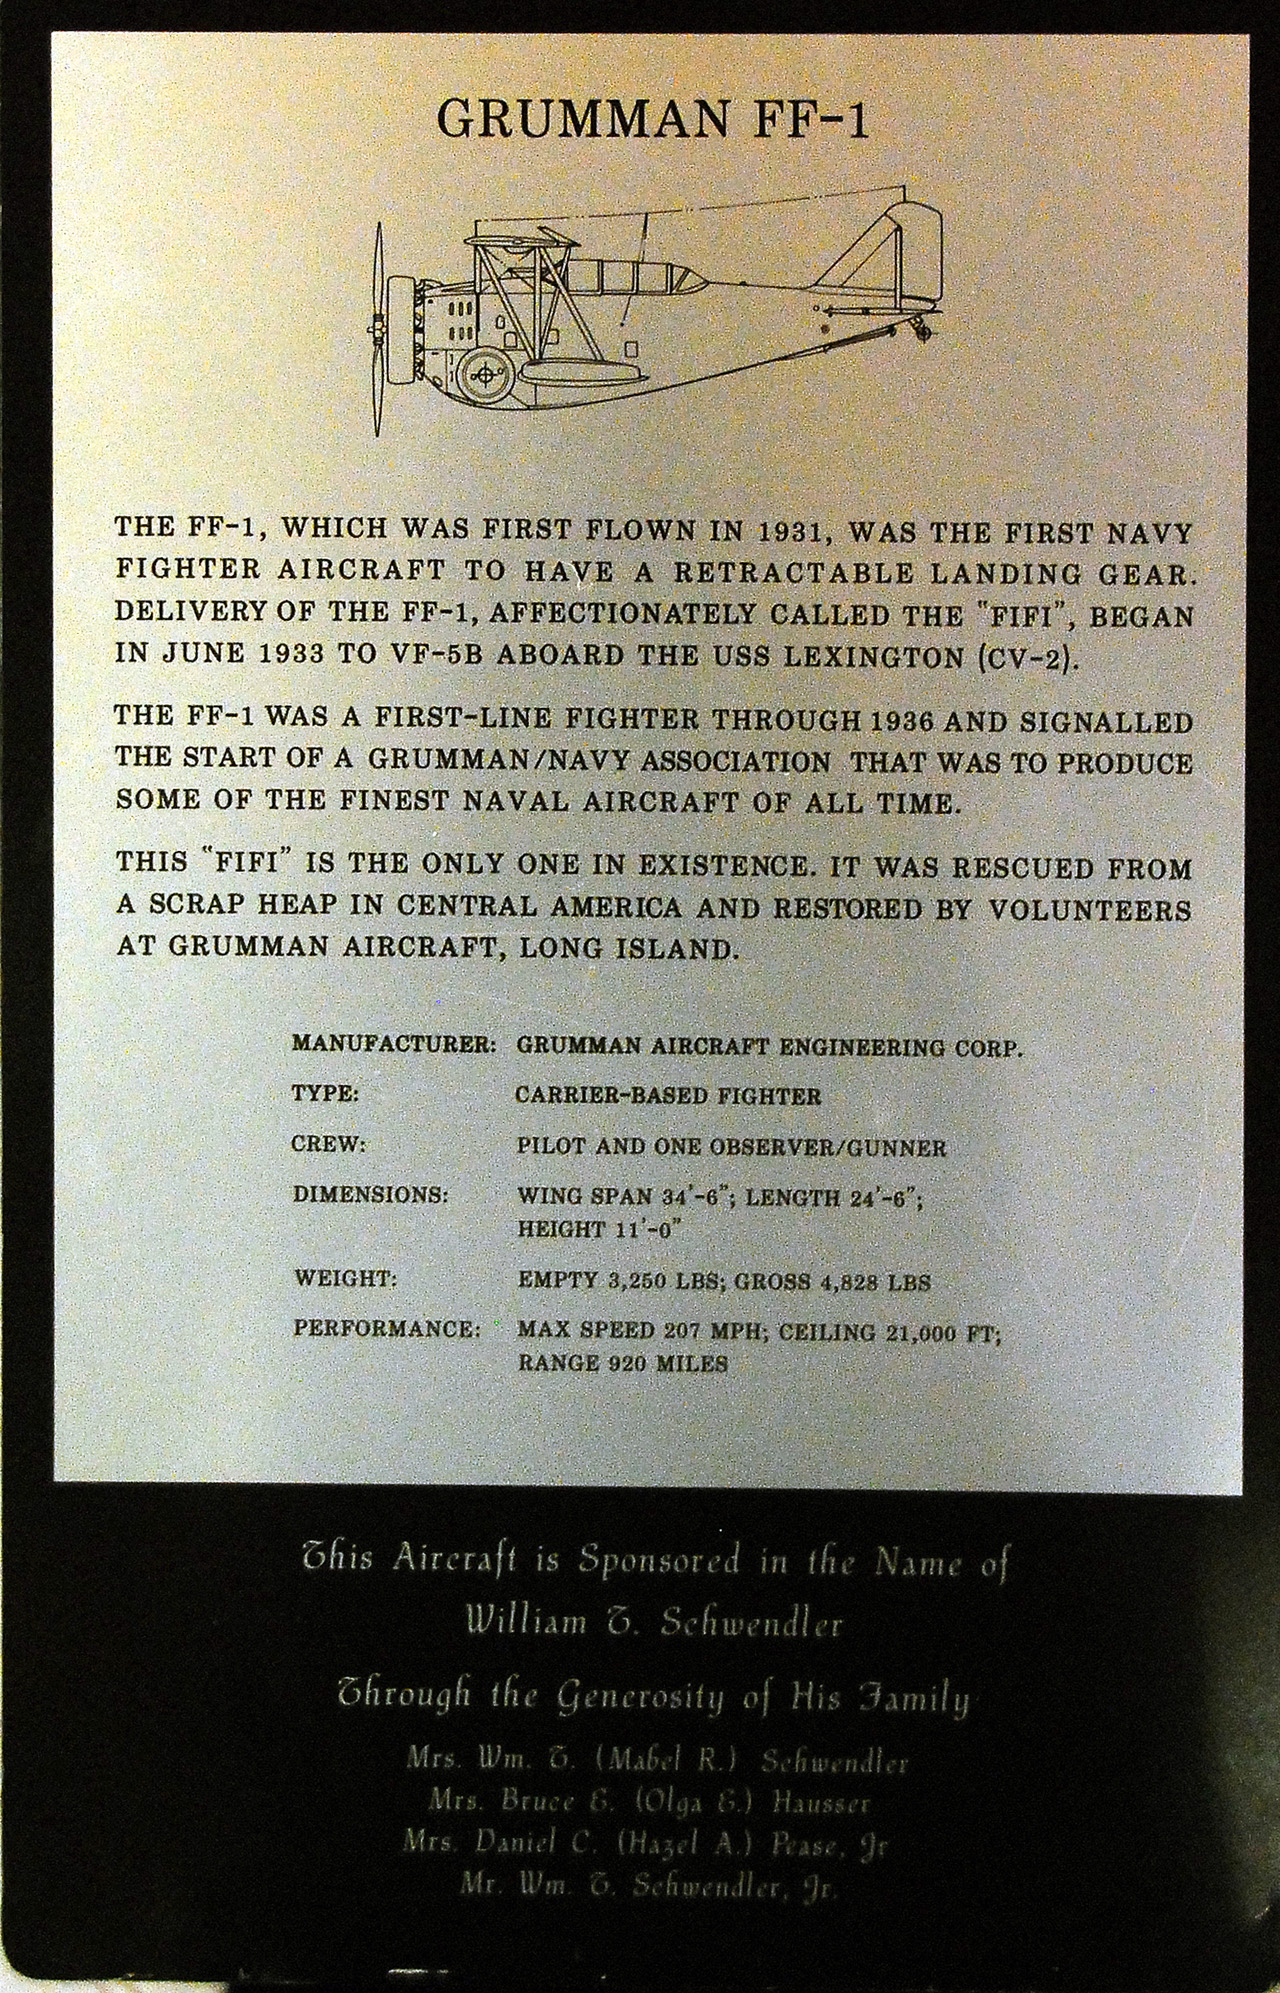 GRUMMAN FF-1
THE FF-1, WHICH WAS FIRST FLOWN IN 1931, WAS THE FIRST NAVY
FIGHTER AIRCRAFT TO HAVE A RETRACTABLE LANDING GEAR.
DELIVERY OF THE FF-1, AFFECTIONATELY CALLED THE "FIFI", BEGAN
IN JUNE 1933 TO VF-5B ABOARD THE USS LEXINGTON (CV-2).
THE FF-1 WAS A FIRST-LINE FIGHTER THROUGH 1936 AND SIGNALLED
THE START OF A GRUMMAN/NAVY ASSOCIATION THAT WAS TO PRODUCE
SOME OF THE FINEST NAVAL AIRCRAFT OF ALL TIME.
THIS "FIFI" IS THE ONLY ONE IN EXISTENCE. IT WAS RESCUED FROM
A SCRAP HEAP IN CENTRAL AMERICA AND RESTORED BY VOLUNTEERS
AT GRUMMAN AIRCRAFT, LONG ISLAND.
MANUFACTURER: GRUMMAN AIRCRAFT ENGINEERING CORP.
TYPE: CARRIER-BASED FIGHTER
CREW: PILOT AND ONE OBSERVER/GUNNER
DIMENSIONS: WING SPAN 34'-6"; LENGTH 24'-6";
HEIGHT 11'-0"
WEIGHT: EMPTY 3,250 LBS; GROSS 4,828 LBS
PERFORMANCE: MAX SPEED 207 MPH; CEILING 21,000 FT;
RANGE 920 MILES
This Aircraft is Sponsored in the Name of
William T. Schwendler
Through the Generosity of His Family
Mrs. Wm. T. (Mabel R.) Schwendler
Mrs. Bruce E. (Olga E.) Hausser
Mrs. Daniel C. (Hazel A.) Pease, Jr
Mr. Wm. T. Schwendler, Jr.